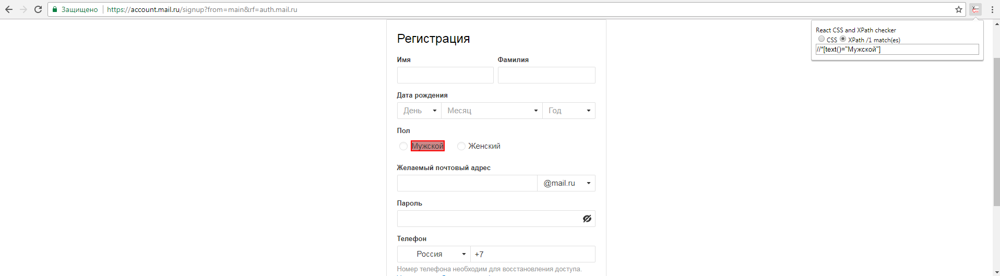 Защищено https://account.mail.ru/signup?from=main&rf=auth.mail.ru
React CSS and XPath checker
CSS XPath /1 match(es)
//*[text()="Мужской"]
Регистрация
Имя Фамилия
Дата рождения
День Месяц Год
Пол
Мужской Женский
Желаемый почтовый адрес
@mail.ru
Пароль
Телефон
Россия +7
Номер телефона необходим для восстановления доступа.